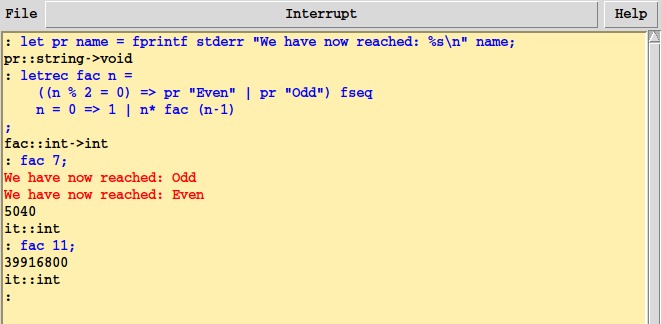 File Interrupt Help
: let pr name = fprintf stderr "We have now reached: %s\n" name;
pr::string->void
: letrec fac n =
    ((n % 2 = 0) => pr "Even" | pr "Odd") fseq
    n = 0 => 1 | n* fac (n-1)
;
fac::int->int
: fac 7;
We have now reached: Odd
We have now reached: Even
5040
it::int
: fac 11;
39916800
it::int
: